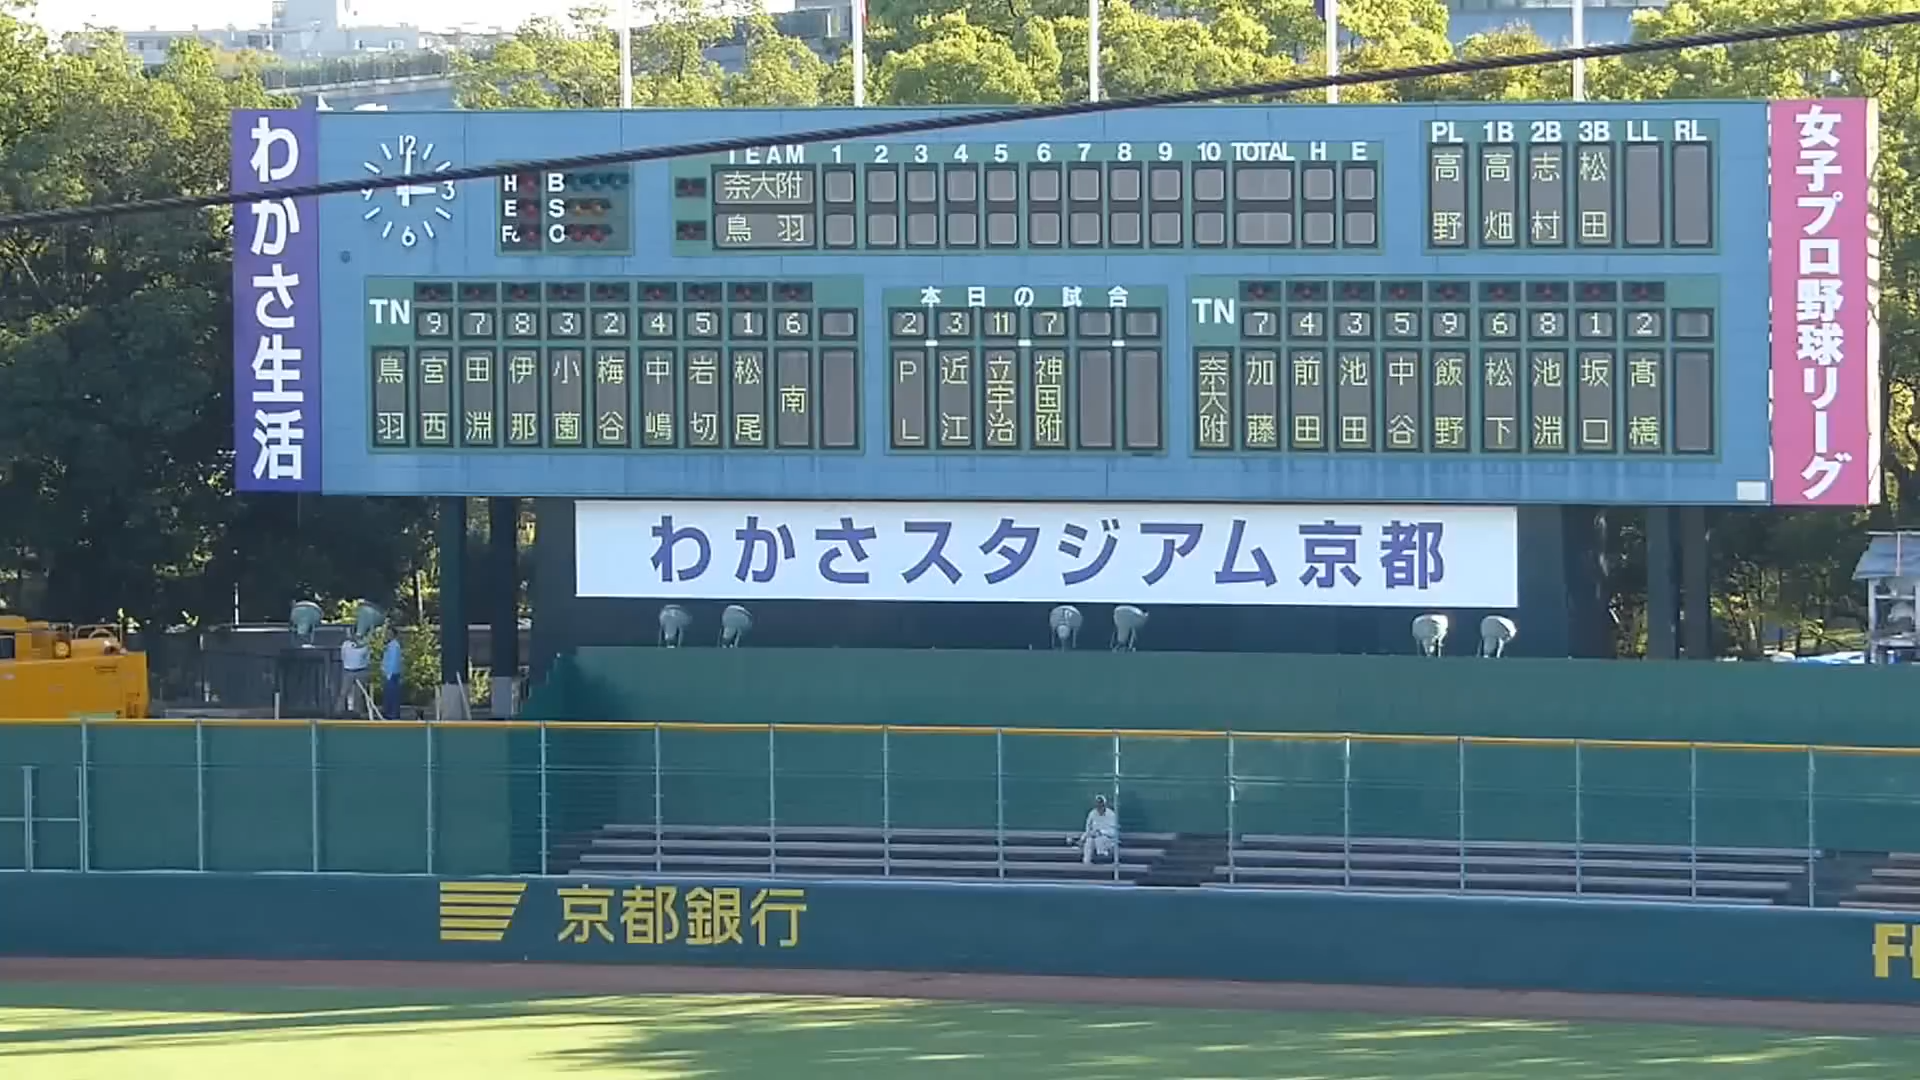 わかさ生活
12
3
6
9
H B
E S
Fc O
TEAM 1 2 3 4 5 6 7 8 9 10 TOTAL H E
奈大附
鳥羽
PL 1B 2B 3B LL RL
高野 高畑 志村 松田
女子プロ野球リーグ
TN 9 7 8 3 2 4 5 1 6
鳥羽 宮西 田淵 伊那 小薗 梅谷 中嶋 岩切 松尾 南
本日の試合
2 3 11 7
PL 近江 立宇治 神国附
TN 7 4 3 5 9 6 8 1 2
奈大附 加藤 前田 池田 中谷 飯野 松下 池淵 坂口 髙橋
わかさスタジアム京都
京都銀行